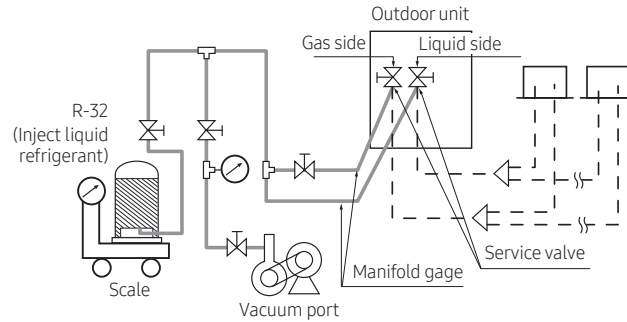 Outdoor unit
Gas side
Liquid side
R-32
(Inject liquid
refrigerant)
Manifold gage
Service valve
Scale
Vacuum port